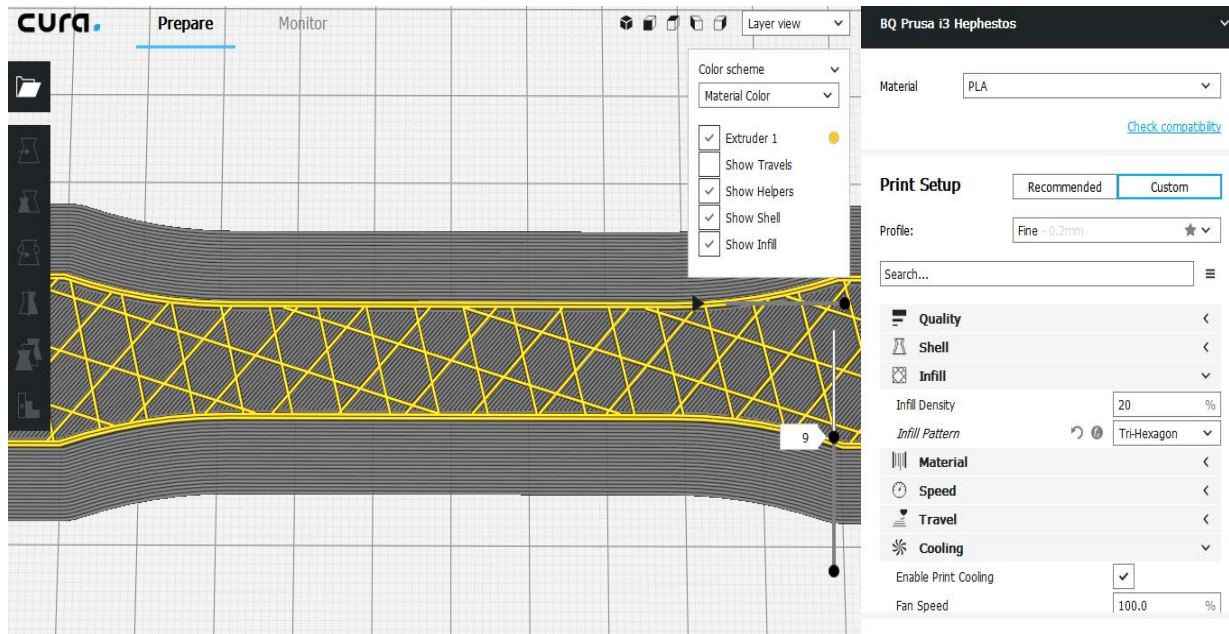 cura.
Prepare
Monitor
Layer view
Color scheme
Material Color
Extruder 1
Show Travels
Show Helpers
Show Shell
Show Infill
9
BQ Prusa i3 Hephestos
Material PLA
Check compatibility
Print Setup Recommended Custom
Profile: Fine - 0.2mm
Search...
Quality
Shell
Infill
Infill Density 20 %
Infill Pattern Tri-Hexagon
Material
Speed
Travel
Cooling
Enable Print Cooling
Fan Speed 100.0 %